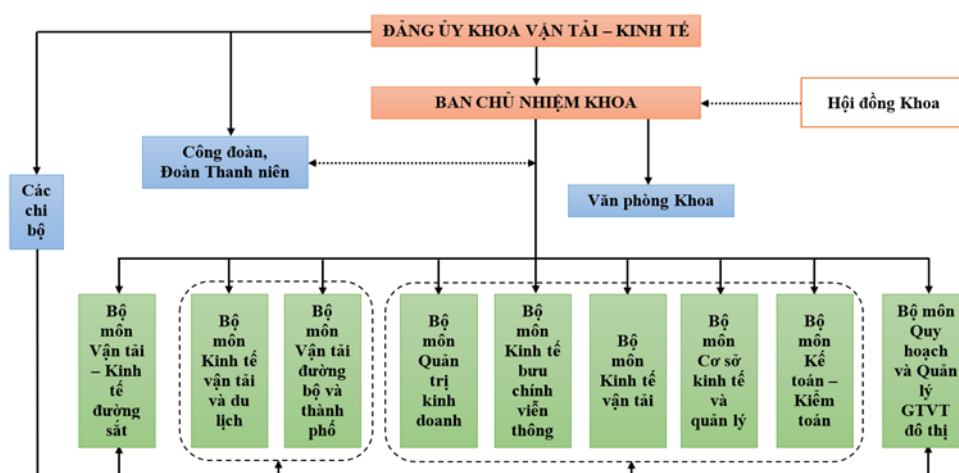 ĐẢNG ỦY KHOA VẬN TẢI – KINH TẾ
BAN CHỦ NHIỆM KHOA
Hội đồng Khoa
Công đoàn,
Đoàn Thanh niên
Các
chi
bộ
Văn phòng Khoa
Bộ
môn
Vận tải
– Kinh
tế
đường
sắt
Bộ
môn
Kinh tế
vận tải
và du
lịch
Bộ
môn
Vận tải
đường
bộ và
thành
phố
Bộ
môn
Quản
trị
kinh
doanh
Bộ
môn
Kinh tế
bưu
chính
viễn
thông
Bộ
môn
Kinh tế
vận tải
Bộ
môn
Cơ sở
kinh tế
và
quản lý
Bộ
môn
Kế
toán –
Kiểm
toán
Bộ môn
Quy
hoạch
và Quản
lý
GTVT
đô thị